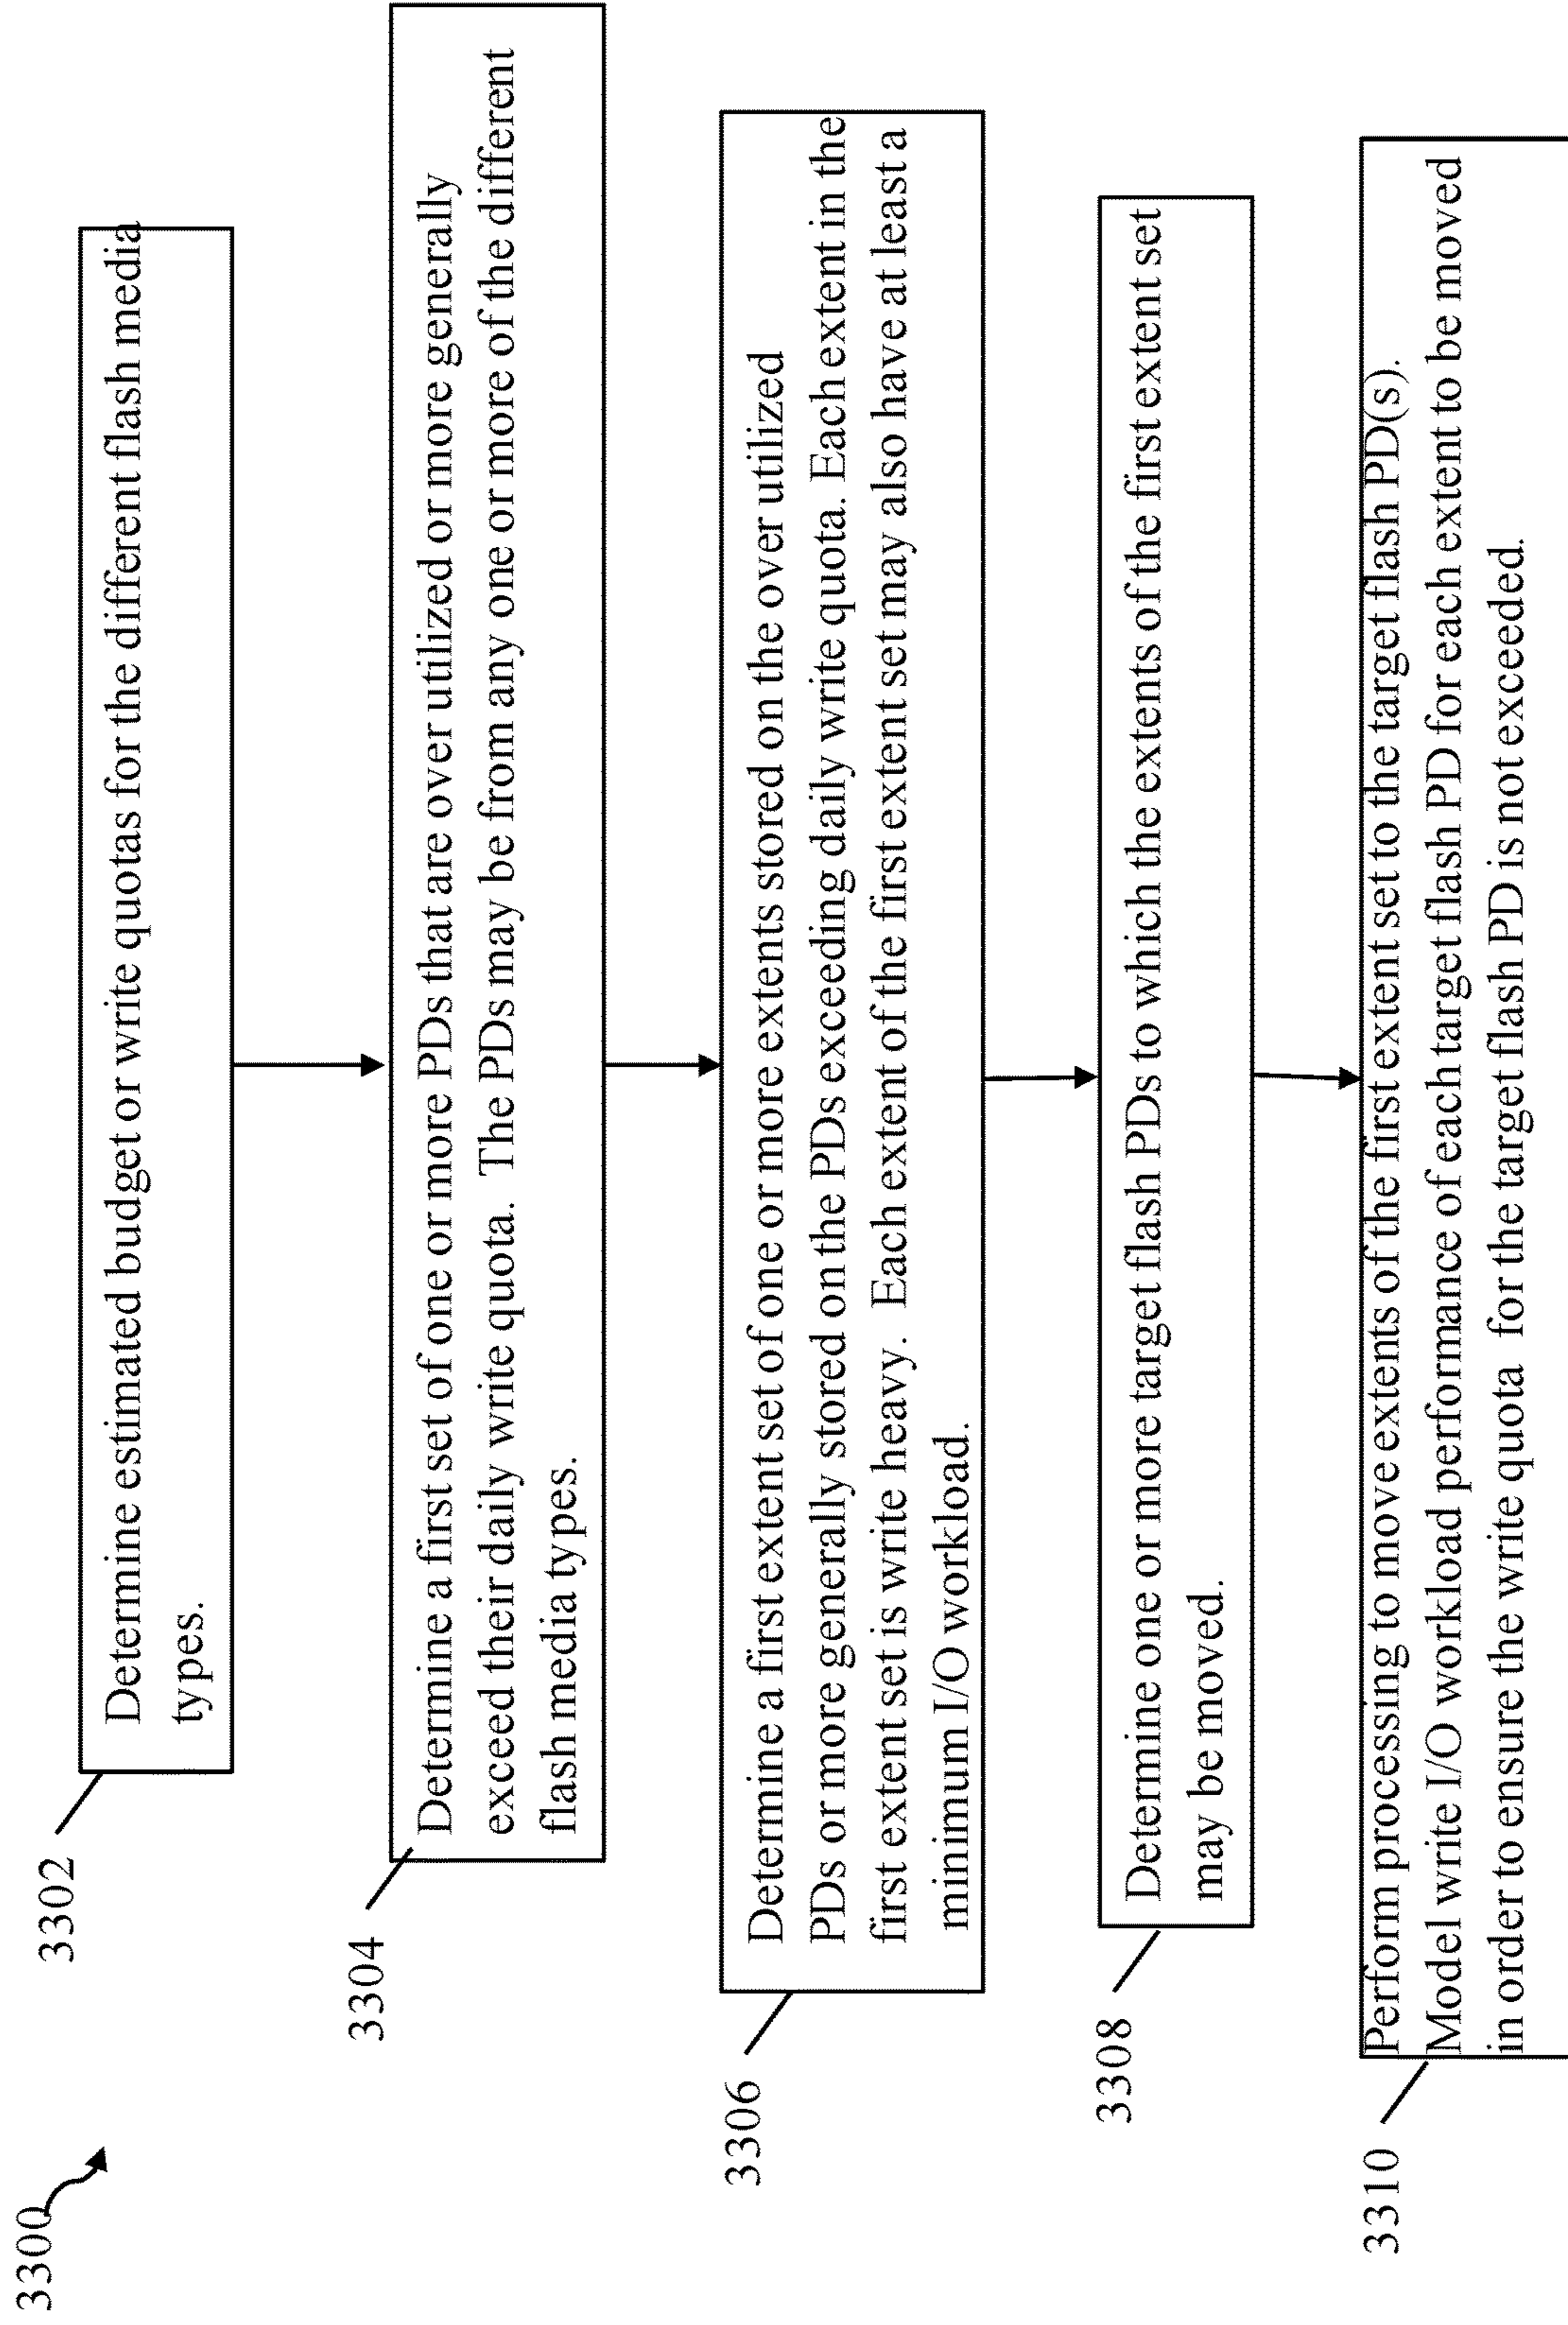 3300
3302
Determine estimated budget or write quotas for the different flash media
types.
3304
Determine a first set of one or more PDs that are over utilized or more generally
exceed their daily write quota. The PDs may be from any one or more of the different
flash media types.
3306
Determine a first extent set of one or more extents stored on the over utilized
PDs or more generally stored on the PDs exceeding daily write quota. Each extent in the
first extent set is write heavy. Each extent of the first extent set may also have at least a
minimum I/O workload.
3308
Determine one or more target flash PDs to which the extents of the first extent set
may be moved.
3310
Perform processing to move extents of the first extent set to the target flash PD(s).
Model write I/O workload performance of each target flash PD for each extent to be moved
in order to ensure the write quota for the target flash PD is not exceeded.